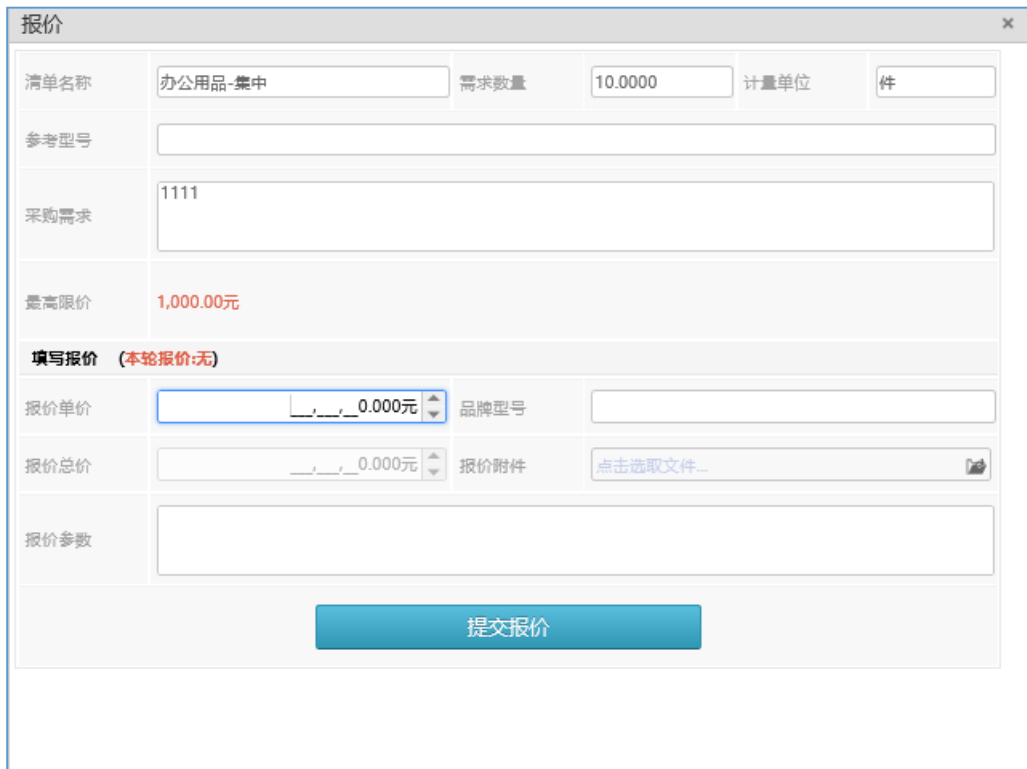 报价 ×
清单名称 办公用品-集中 需求数量 10.0000 计量单位 件
参考型号
采购需求 1111
最高限价 1,000.00元
填写报价 (本轮报价:无)
报价单价 __,___,__0.000元 品牌型号
报价总价 __,___,__0.000元 报价附件 点击选取文件...
报价参数
提交报价